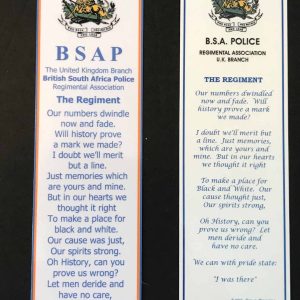 BSAP
The United Kingdom Branch
British South Africa Police
Regimental Association
The Regiment
Our numbers dwindled
now and fade.
Will history prove
a mark we made?
I doubt we'll merit
but a line.
Just memories which
are yours and mine.
But in our hearts we
thought it right
To make a place for
black and white.
Our cause was just,
Our spirits strong.
Oh History, can you
prove us wrong?
Let men deride and
have no care,
B.S.A. POLICE
REGIMENTAL ASSOCIATION
U.K. BRANCH
THE REGIMENT
Our numbers dwindled
now and fade. Will
history prove a mark
we made?
I doubt we'll merit but
a line. Just memories,
which are yours and
mine. But in our hearts
we thought it right
To make a place for
Black and White. Our
cause thought just,
Our spirits strong.
Oh History, can you
prove us wrong? Let
men deride and have
no care.
We can with pride state:
"I was there"